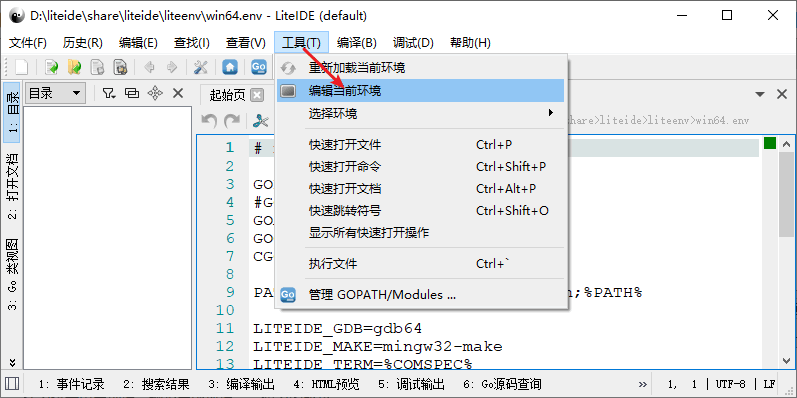 D:\liteide\share\liteide\liteenv\win64.env - LiteIDE (default)
文件(F) 历史(R) 编辑(E) 查找(I) 查看(V) 工具(T) 编译(B) 调试(D) 帮助(H)
Go
重新加载当前环境
编辑当前环境
选择环境
快速打开文件 Ctrl+P
快速打开命令 Ctrl+Shift+P
快速打开文档 Ctrl+Alt+P
快速跳转符号 Ctrl+Shift+O
显示所有快速打开操作
执行文件 Ctrl+`
Go 管理 GOPATH/Modules ...
1: 目录
2: 打开文档
3: Go 类视图
目录
起始页
share>liteide>liteenv>win64.env
1 #
2
3 GO
4 #G
5 GO
6 GO
7 CG
8
9 PA ;%PATH%
10
11 LITEIDE_GDB=gdb64
12 LITEIDE_MAKE=mingw32-make
13 LITEIDE_TERM=%COMSPEC%
1: 事件记录 2: 搜索结果 3: 编译输出 4: HTML预览 5: 调试输出 6: Go源码查询 » 1, 1 | UTF-8 | LF